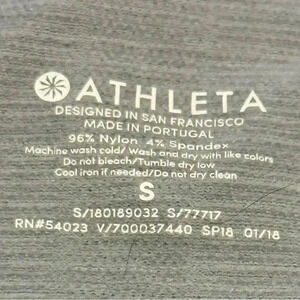 ATHLETA
DESIGNED IN SAN FRANCISCO
MADE IN PORTUGAL
96% Nylon 4% Spandex
Machine wash cold/ Wash and dry with like colors
Do not bleach/Tumble dry low
Cool iron if needed/Do not dry clean
S
S/180189032 S/77717
RN#54023 V/700037440 SP18 01/18